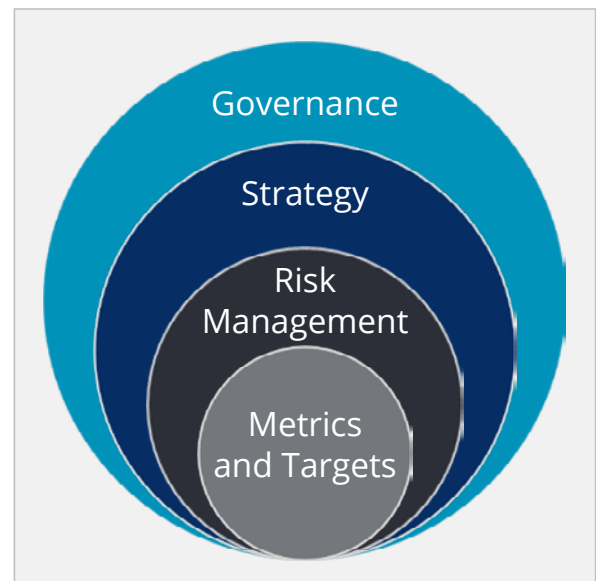 Governance
Strategy
Risk
Management
Metrics
and Targets